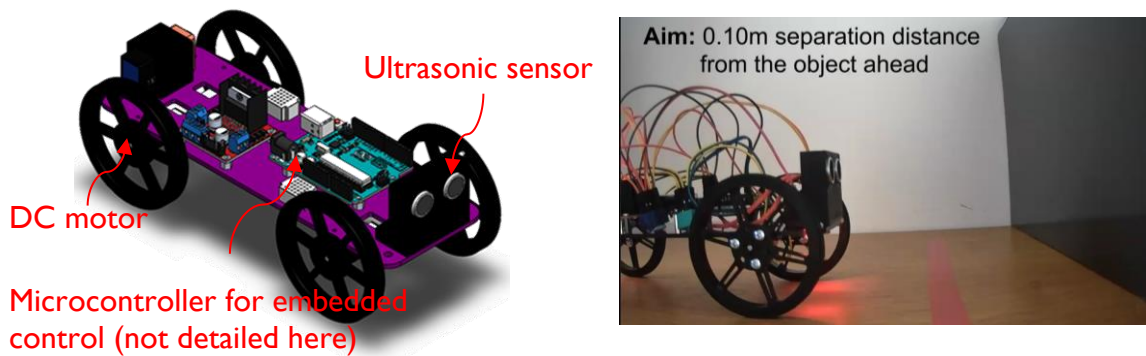 Ultrasonic sensor
DC motor
Microcontroller for embedded
control (not detailed here)
Aim: 0.10m separation distance
from the object ahead